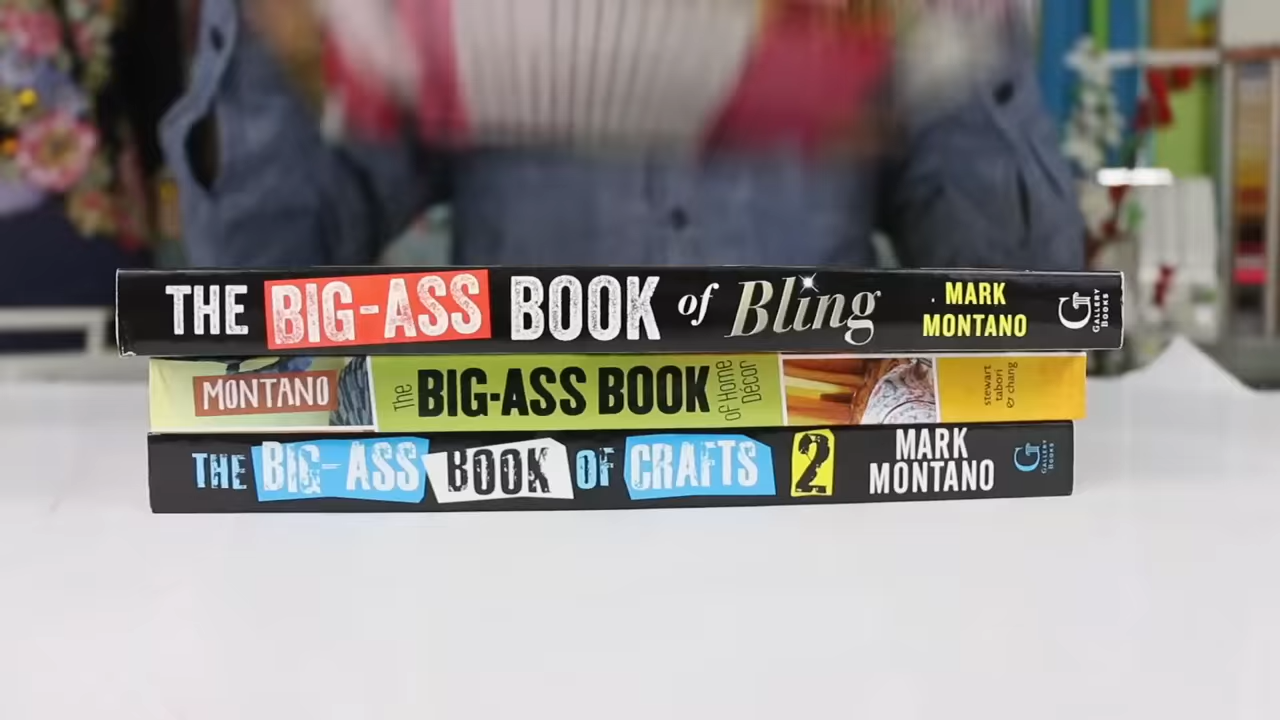 THE BIG-ASS BOOK of Bling MARK MONTANO GALLERY BOOKS
MONTANO The BIG-ASS BOOK of Home Décor stewart tabori & chang
THE BIG-ASS BOOK OF CRAFTS 2 MARK MONTANO GALLERY BOOKS